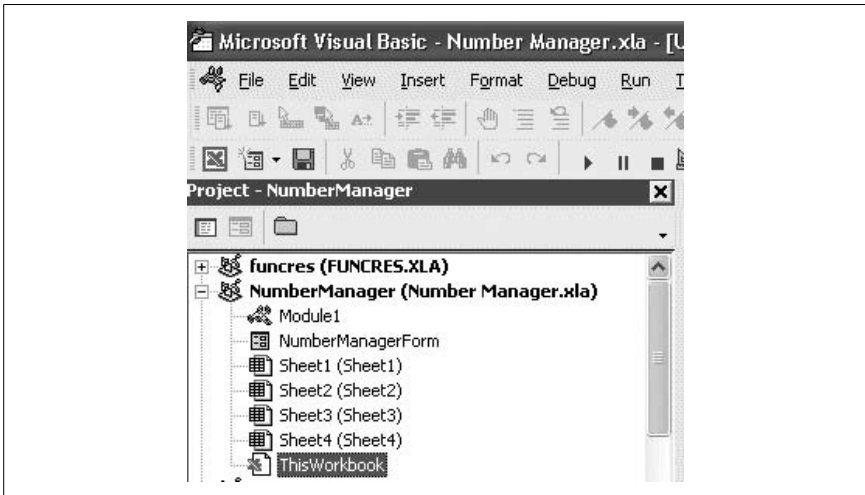 Microsoft Visual Basic - Number Manager.xla - [U
File Edit View Insert Format Debug Run T
Project - NumberManager
funcres (FUNCRES.XLA)
NumberManager (Number Manager.xla)
Module1
NumberManagerForm
Sheet1 (Sheet1)
Sheet2 (Sheet2)
Sheet3 (Sheet3)
Sheet4 (Sheet4)
ThisWorkbook